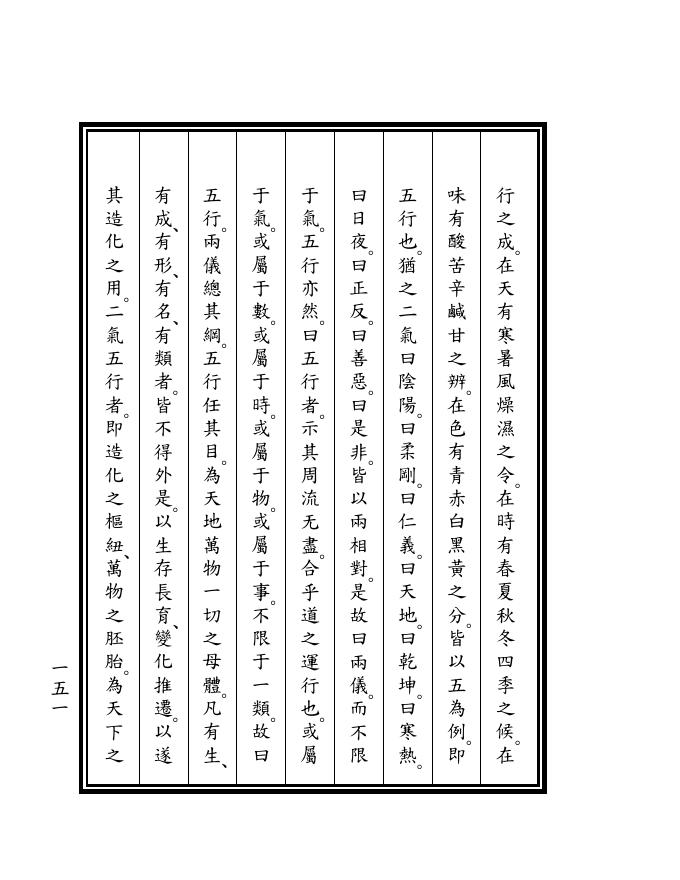 行之成。在天有寒暑風燥濕之令。在時有春夏秋冬四季之候。在
味有酸苦辛鹹甘之辨。在色有青赤白黑黃之分。皆以五為例。即
五行也。猶之二氣曰陰陽。曰柔剛。曰仁義。曰天地。曰乾坤。曰寒熱。
曰日夜。曰正反。曰善惡。曰是非。皆以兩相對。是故曰兩儀。而不限
于氣。五行亦然。曰五行者。示其周流无盡。合乎道之運行也。或屬
于氣。或屬于數。或屬于時。或屬于物。或屬于事。不限于一類。故曰
五行。兩儀總其綱。五行任其目。為天地萬物一切之母體。凡有生、
有成、有形、有名、有類者。皆不得外是。以生存長育、變化推遷。以遂
其造化之用。二氣五行者。即造化之樞紐、萬物之胚胎。為天下之
一五一